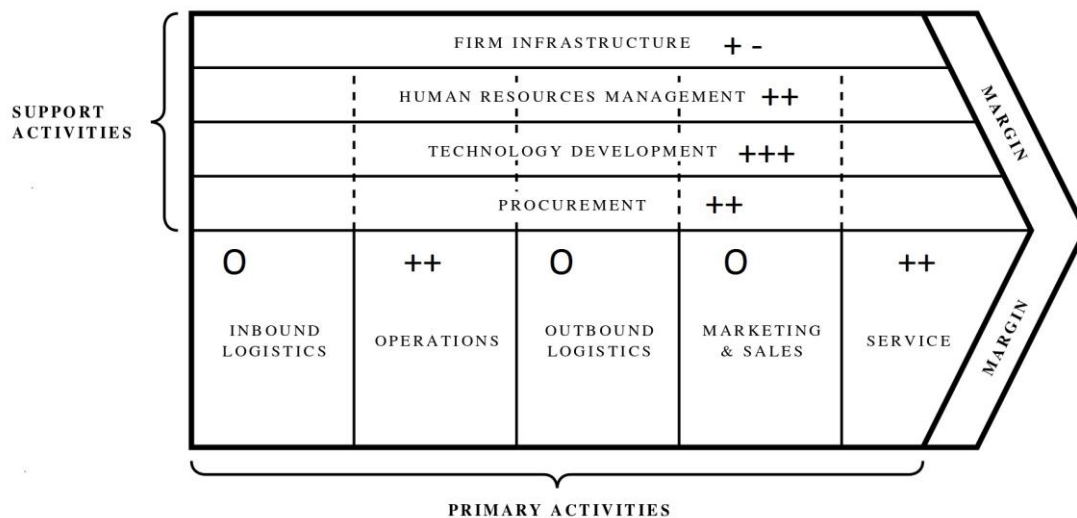 FIRM INFRASTRUCTURE + -
HUMAN RESOURCES MANAGEMENT ++
TECHNOLOGY DEVELOPMENT +++
PROCUREMENT ++
SUPPORT
ACTIVITIES
MARGIN
MARGIN
O ++ O O ++
INBOUND
LOGISTICS
OPERATIONS
OUTBOUND
LOGISTICS
MARKETING
& SALES
SERVICE
PRIMARY ACTIVITIES